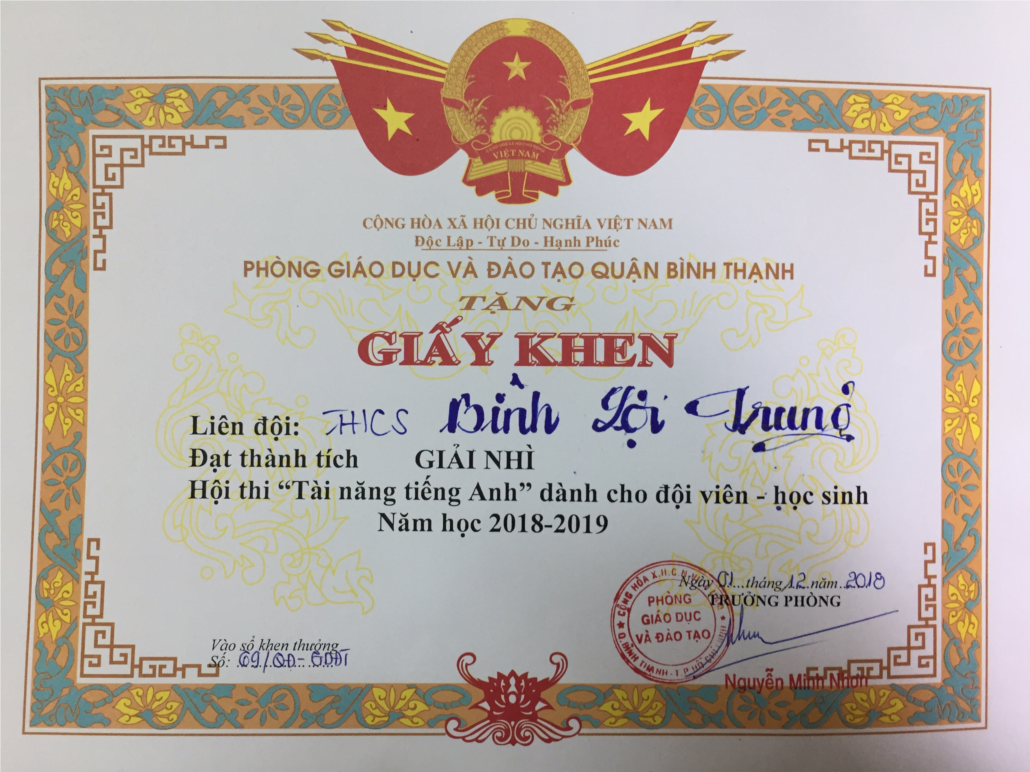 VIỆT NAM
CỘNG HÒA XÃ HỘI CHỦ NGHĨA VIỆT NAM
Độc Lập - Tự Do - Hạnh Phúc
PHÒNG GIÁO DỤC VÀ ĐÀO TẠO QUẬN BÌNH THẠNH
TẶNG
GIẤY KHEN
Liên đội: THCS Bình Lợi Trung
Đạt thành tích GIẢI NHÌ
Hội thi “Tài năng tiếng Anh” dành cho đội viên - học sinh
Năm học 2018-2019
Ngày 01...tháng 12.năm..2018
TRƯỞNG PHÒNG
PHÒNG
GIÁO DỤC
VÀ ĐÀO TẠO
Nguyễn Minh Nhơn
Vào sổ khen thưởng
Số: 69/QĐ-GDĐT